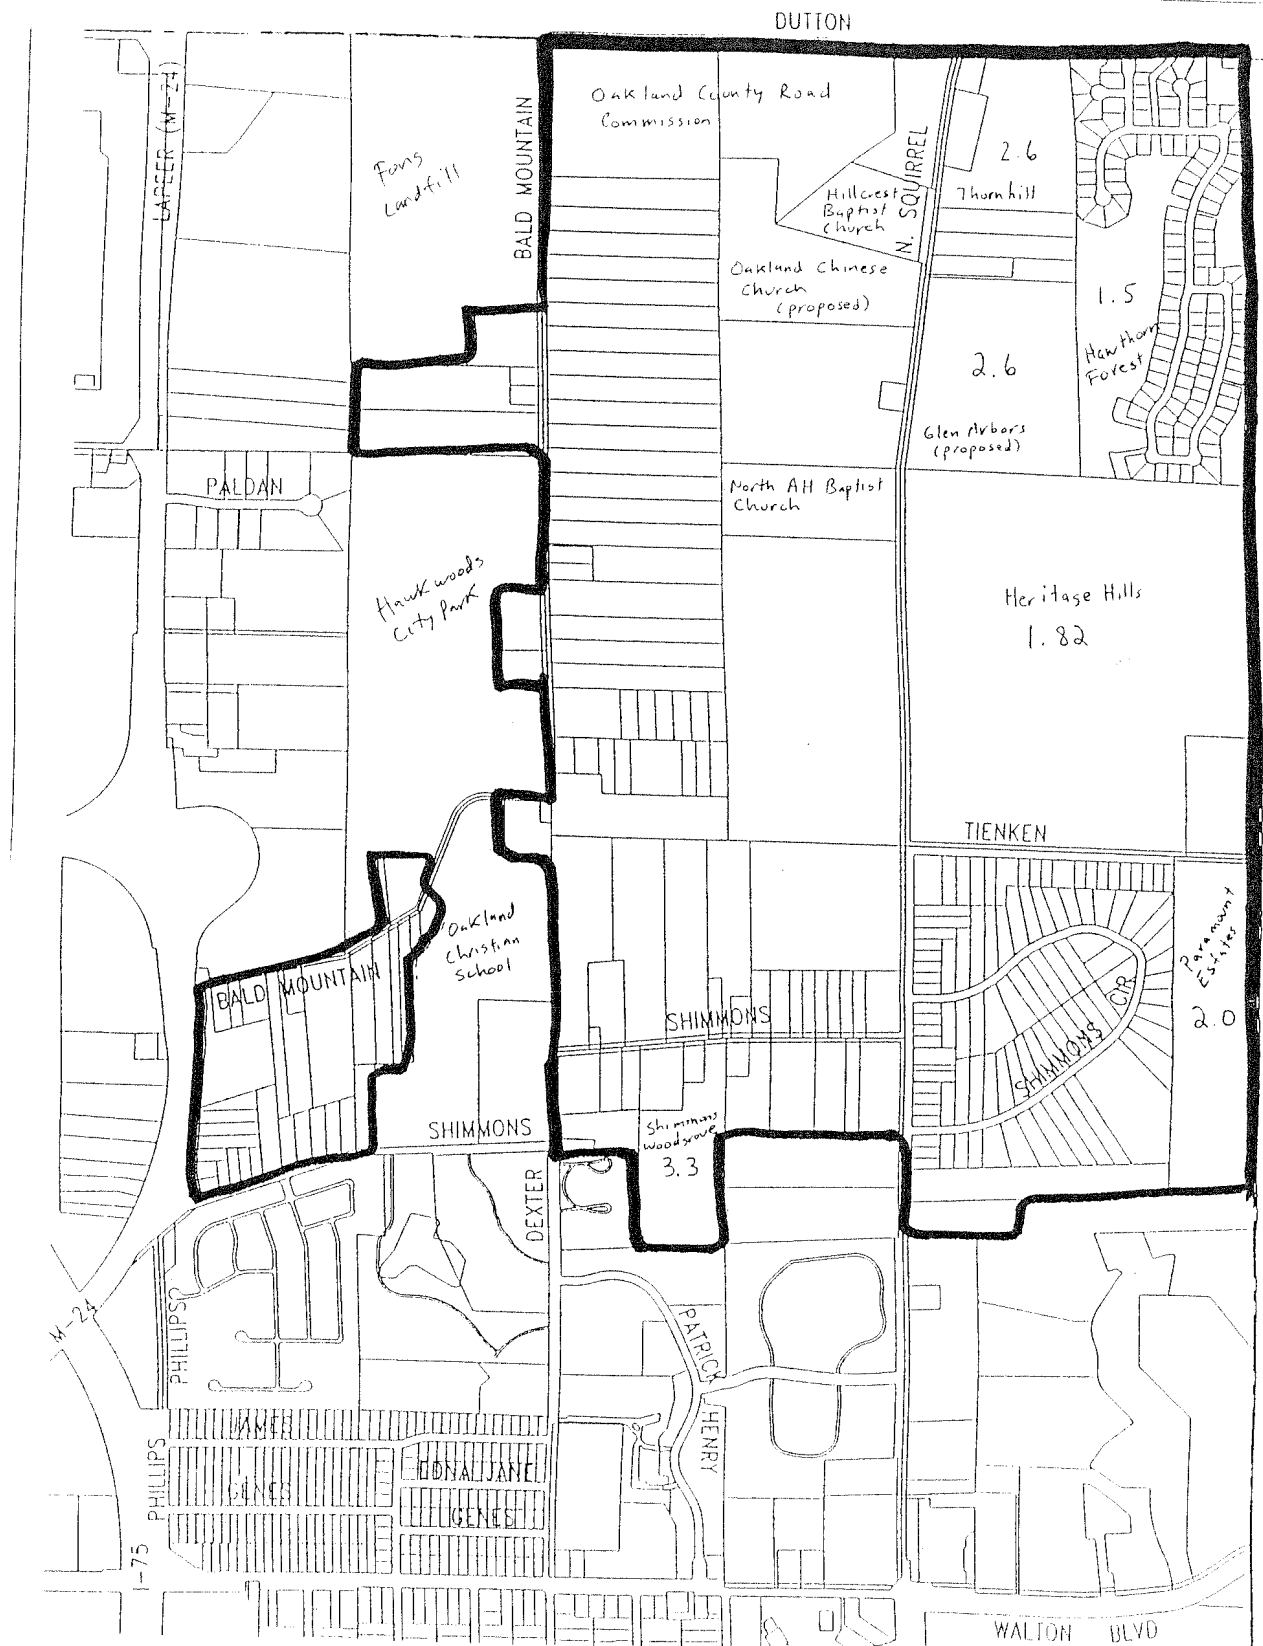 DUTTON
LAPEER (M-24)
Fons
Landfill
BALD MOUNTAIN
Oakland County Road
Commission
N. SQUIRREL
2.6
Thornhill
Hillcrest
Baptist
Church
Oakland Chinese
Church
(proposed)
1.5
Hawthorn
Forest
2.6
Glen Arbors
(proposed)
PALDAN
North AH Baptist
Church
Hawkwoods
City Park
Heritage Hills
1.82
TIENKEN
Oakland
Christian
School
Paramount
Estates
2.0
BALD MOUNTAIN
SHIMMONS
SHIMMONS CIR
SHIMMONS
Shimmons
Woodgrove
3.3
DEXTER
M-24
PHILLIPS
PATRICK HENRY
JAMES
EDNA JANE
GENES
GENES
PHILLIPS
I-75
WALTON BLVD